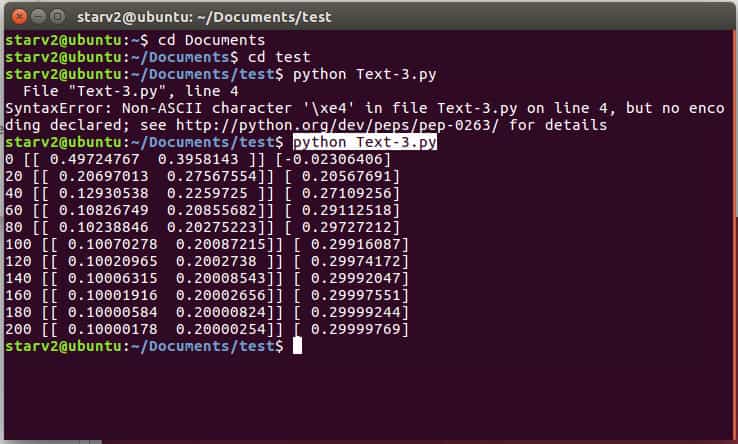 starv2@ubuntu: ~/Documents/test
starv2@ubuntu:~$ cd Documents
starv2@ubuntu:~/Documents$ cd test
starv2@ubuntu:~/Documents/test$ python Text-3.py
  File "Text-3.py", line 4
SyntaxError: Non-ASCII character '\xe4' in file Text-3.py on line 4, but no enco
ding declared; see http://python.org/dev/peps/pep-0263/ for details
starv2@ubuntu:~/Documents/test$ python Text-3.py
0 [[ 0.49724767  0.3958143 ]] [-0.02306406]
20 [[ 0.20697013  0.27567554]] [ 0.20567691]
40 [[ 0.12930538  0.2259725 ]] [ 0.27109256]
60 [[ 0.10826749  0.20855682]] [ 0.29112518]
80 [[ 0.10238846  0.20275223]] [ 0.29727212]
100 [[ 0.10070278  0.20087215]] [ 0.29916087]
120 [[ 0.10020965  0.2002738 ]] [ 0.29974172]
140 [[ 0.10006315  0.20008543]] [ 0.29992047]
160 [[ 0.10001916  0.20002656]] [ 0.29997551]
180 [[ 0.10000584  0.20000824]] [ 0.29999244]
200 [[ 0.10000178  0.20000254]] [ 0.29999769]
starv2@ubuntu:~/Documents/test$